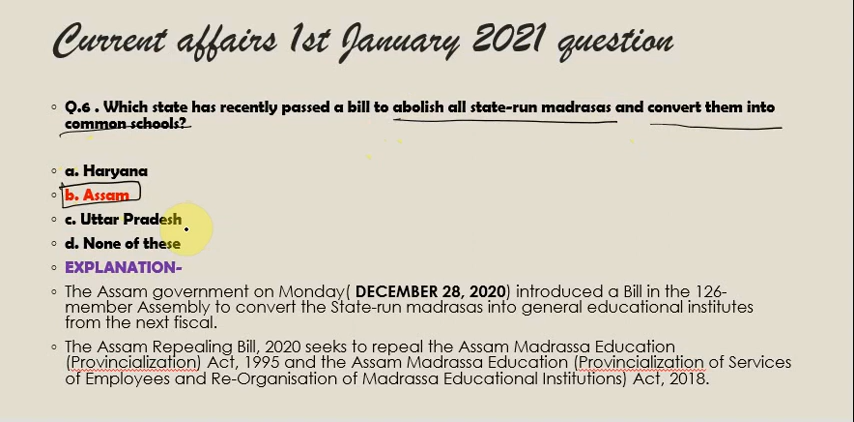 Current affairs 1st January 2021 question
Q.6 . Which state has recently passed a bill to abolish all state-run madrasas and convert them into
common schools?
a. Haryana
b. Assam
c. Uttar Pradesh
d. None of these
EXPLANATION-
The Assam government on Monday( DECEMBER 28, 2020) introduced a Bill in the 126-
member Assembly to convert the State-run madrasas into general educational institutes
from the next fiscal.
The Assam Repealing Bill, 2020 seeks to repeal the Assam Madrassa Education
(Provincialization) Act, 1995 and the Assam Madrassa Education (Provincialization of Services
of Employees and Re-Organisation of Madrassa Educational Institutions) Act, 2018.